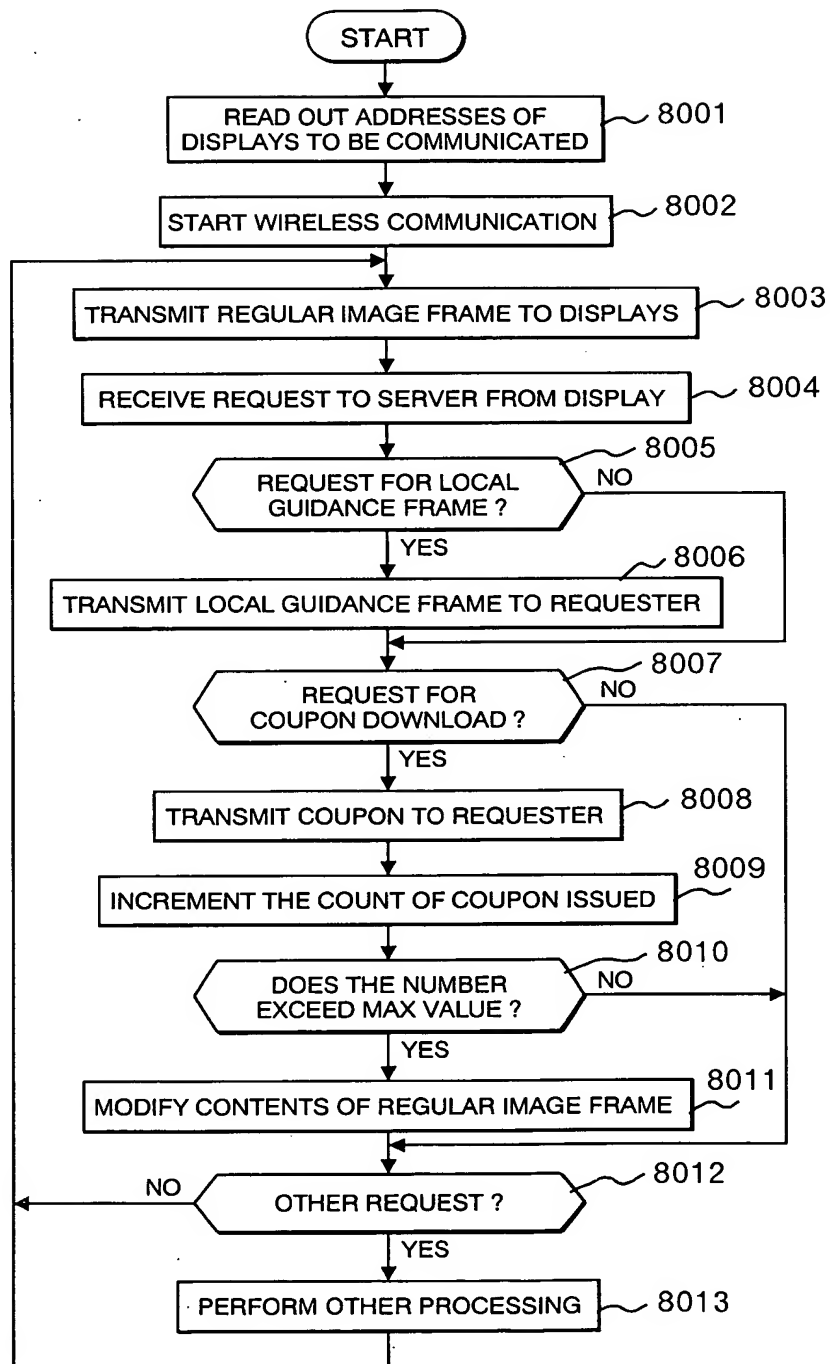 START
READ OUT ADDRESSES OF
DISPLAYS TO BE COMMUNICATED
8001
START WIRELESS COMMUNICATION
8002
TRANSMIT REGULAR IMAGE FRAME TO DISPLAYS
8003
RECEIVE REQUEST TO SERVER FROM DISPLAY
8004
REQUEST FOR LOCAL
GUIDANCE FRAME ?
8005
NO
YES
8006
TRANSMIT LOCAL GUIDANCE FRAME TO REQUESTER
8007
REQUEST FOR
COUPON DOWNLOAD ?
NO
YES
TRANSMIT COUPON TO REQUESTER
8008
INCREMENT THE COUNT OF COUPON ISSUED
8009
8010
DOES THE NUMBER
EXCEED MAX VALUE ?
NO
YES
MODIFY CONTENTS OF REGULAR IMAGE FRAME
8011
NO
OTHER REQUEST ?
8012
YES
PERFORM OTHER PROCESSING
8013